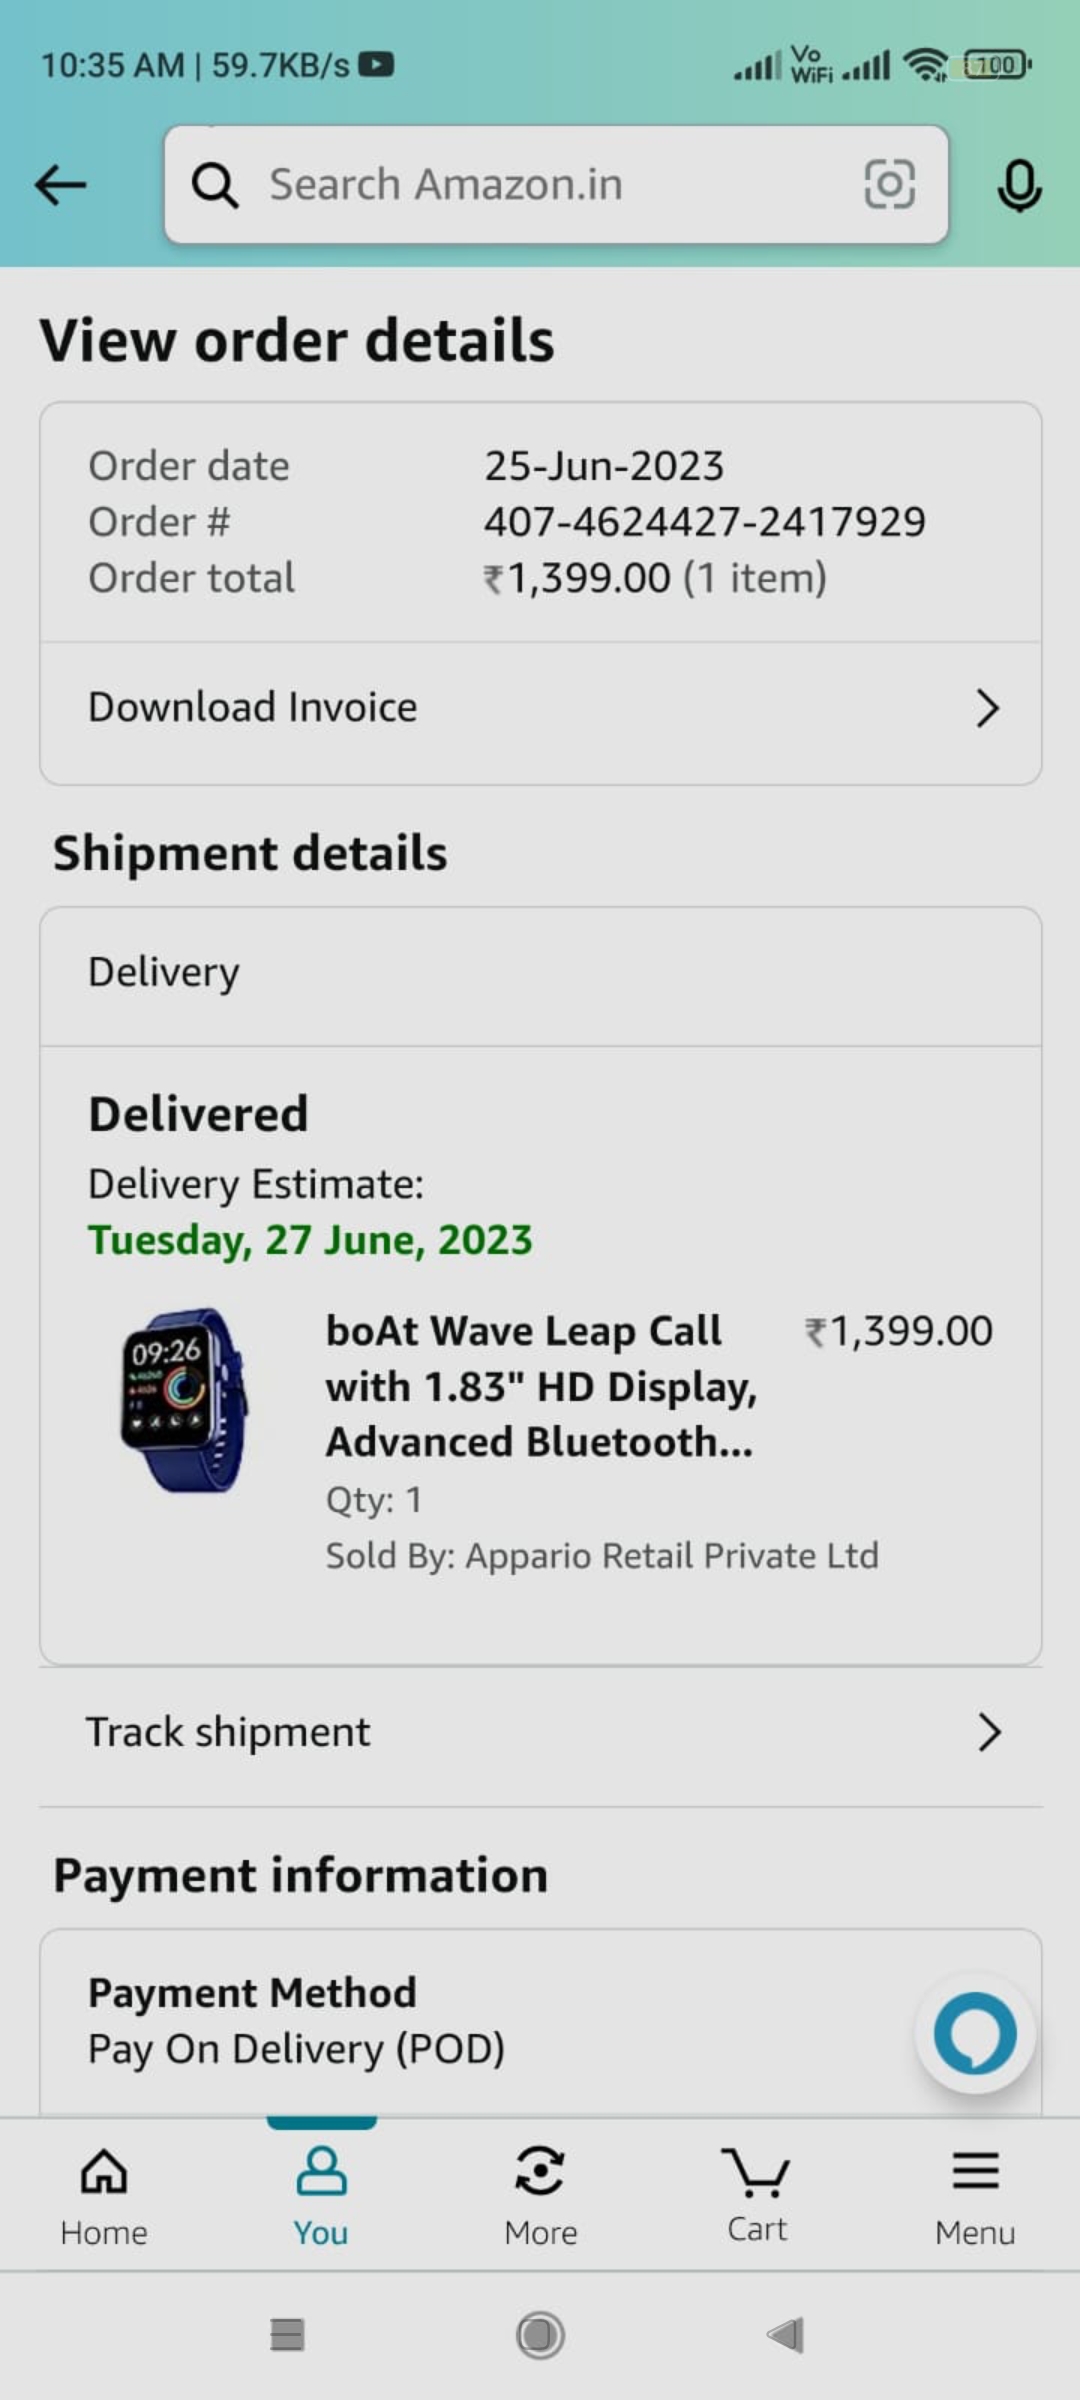 10:35 AM | 59.7KB/s
Vo
WiFi
100
Search Amazon.in
View order details
Order date 25-Jun-2023
Order # 407-4624427-2417929
Order total ₹1,399.00 (1 item)
Download Invoice
Shipment details
Delivery
Delivered
Delivery Estimate:
Tuesday, 27 June, 2023
09:26
boAt Wave Leap Call ₹1,399.00
with 1.83" HD Display,
Advanced Bluetooth...
Qty: 1
Sold By: Appario Retail Private Ltd
Track shipment
Payment information
Payment Method
Pay On Delivery (POD)
Home
You
More
Cart
Menu